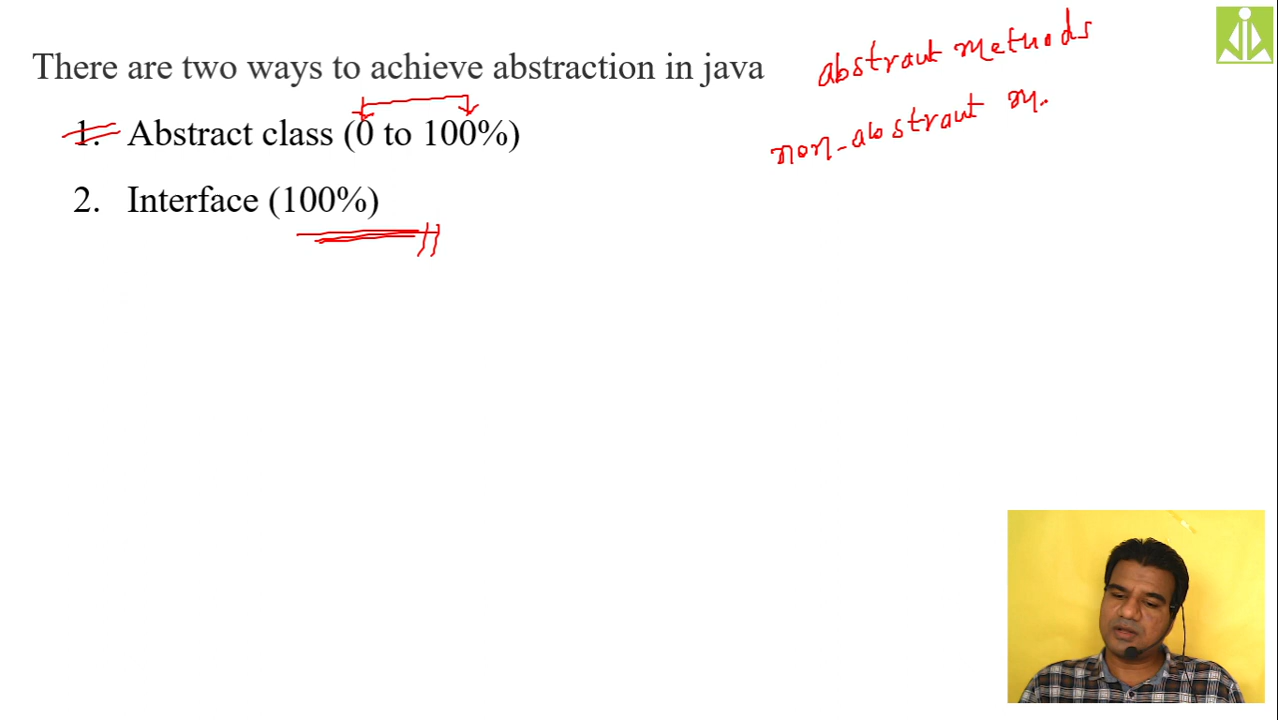 There are two ways to achieve abstraction in java
1. Abstract class (0 to 100%)
2. Interface (100%)
abstract methods
non-abstract m.